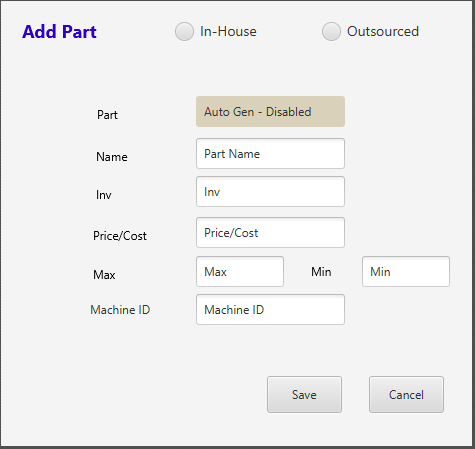 Add Part In-House Outsourced
Part Auto Gen - Disabled
Name Part Name
Inv Inv
Price/Cost Price/Cost
Max Max Min Min
Machine ID Machine ID
Save Cancel